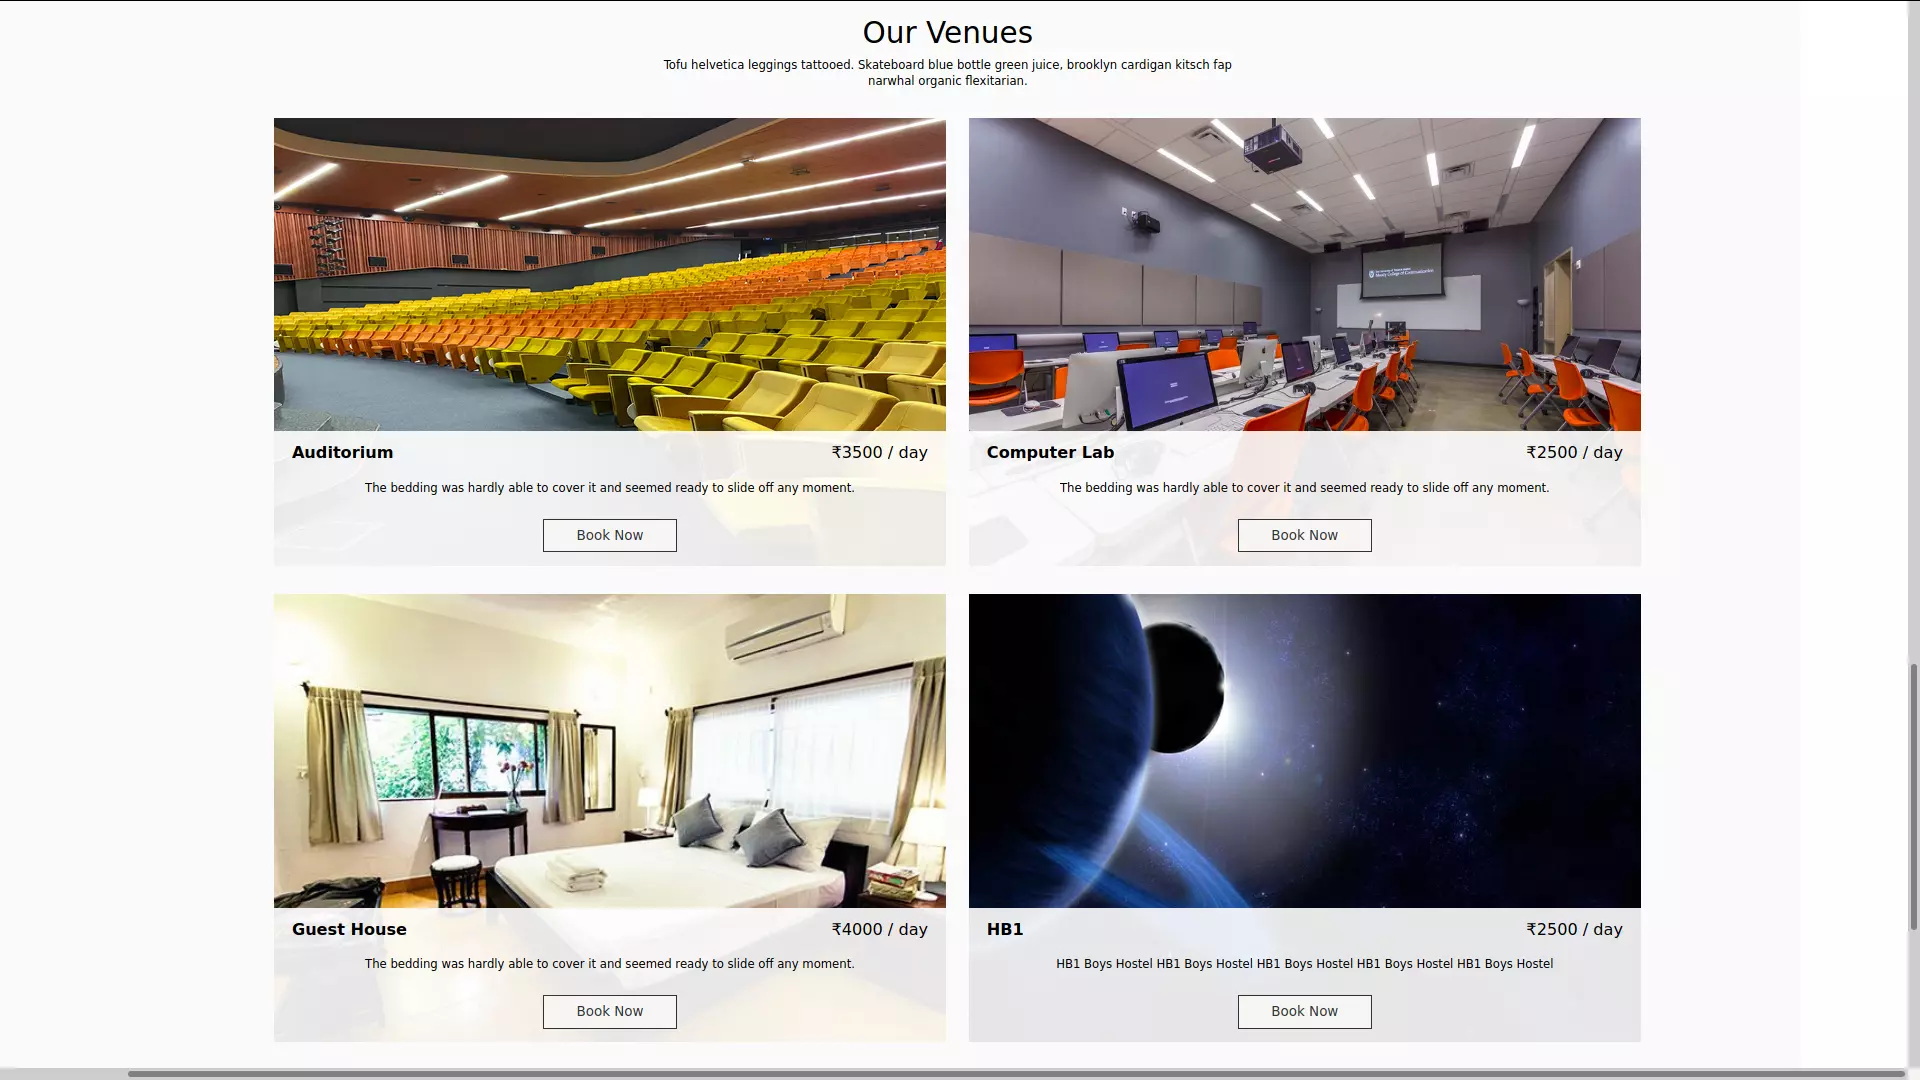 Our Venues
Tofu helvetica leggings tattooed. Skateboard blue bottle green juice, brooklyn cardigan kitsch fap
narwhal organic flexitarian.
Auditorium
₹3500 / day
The bedding was hardly able to cover it and seemed ready to slide off any moment.
Book Now
Computer Lab
₹2500 / day
The bedding was hardly able to cover it and seemed ready to slide off any moment.
Book Now
Guest House
₹4000 / day
The bedding was hardly able to cover it and seemed ready to slide off any moment.
Book Now
HB1
₹2500 / day
HB1 Boys Hostel HB1 Boys Hostel HB1 Boys Hostel HB1 Boys Hostel HB1 Boys Hostel
Book Now